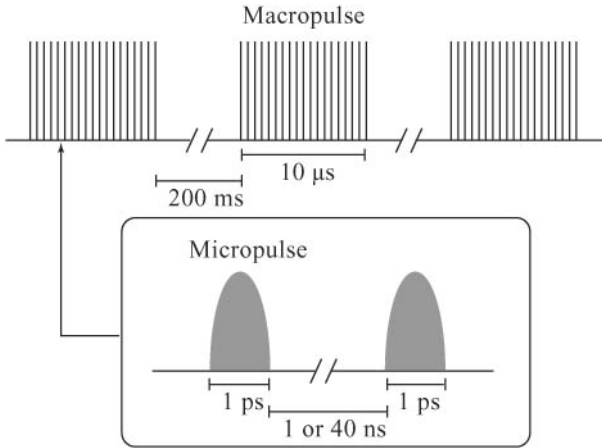 Macropulse
10 μs
200 ms
Micropulse
1 ps
1 ps
1 or 40 ns